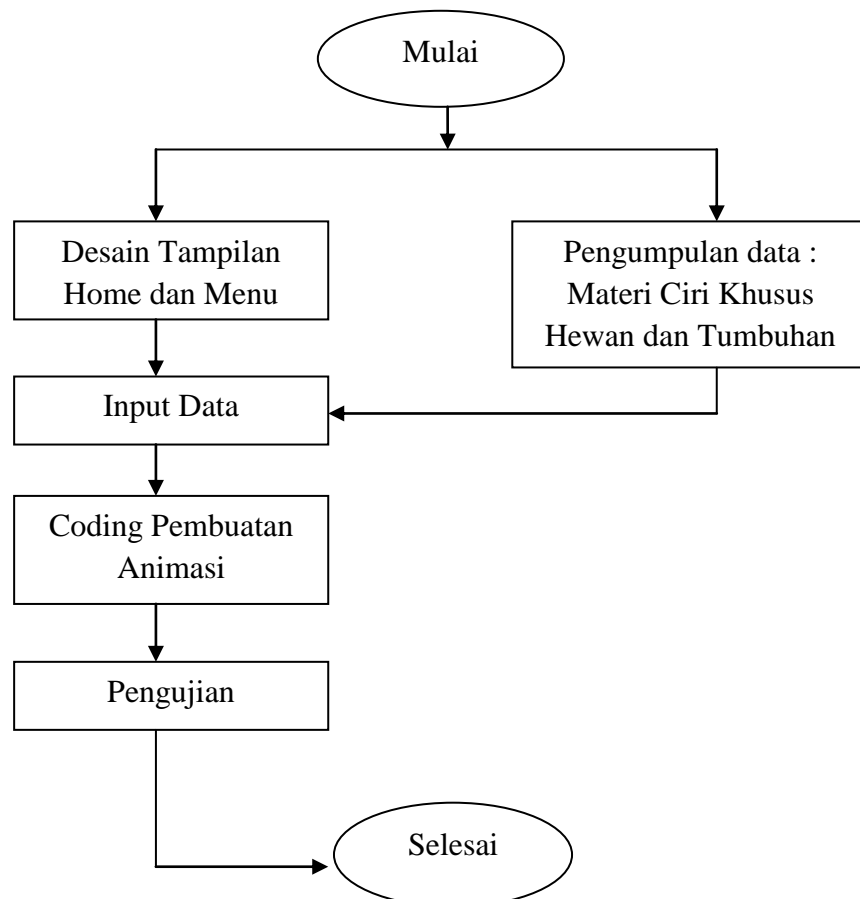 Mulai
Desain Tampilan
Home dan Menu
Pengumpulan data :
Materi Ciri Khusus
Hewan dan Tumbuhan
Input Data
Coding Pembuatan
Animasi
Pengujian
Selesai